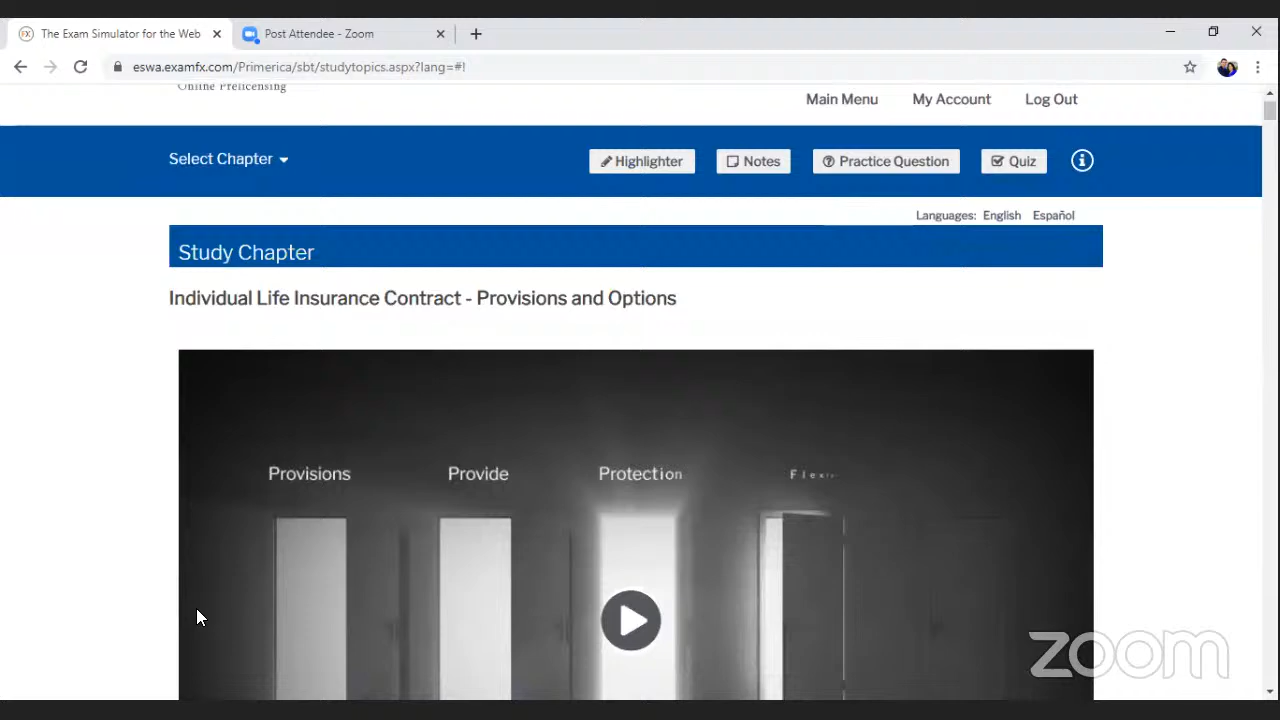 The Exam Simulator for the Web
Post Attendee - Zoom
eswa.examfx.com/Primerica/sbt/studytopics.aspx?lang=#!
Online Prelicensing
Main Menu
My Account
Log Out
Select Chapter
Highlighter
Notes
Practice Question
Quiz
Languages: English Español
Study Chapter
Individual Life Insurance Contract - Provisions and Options
Provisions
Provide
Protection
zoom